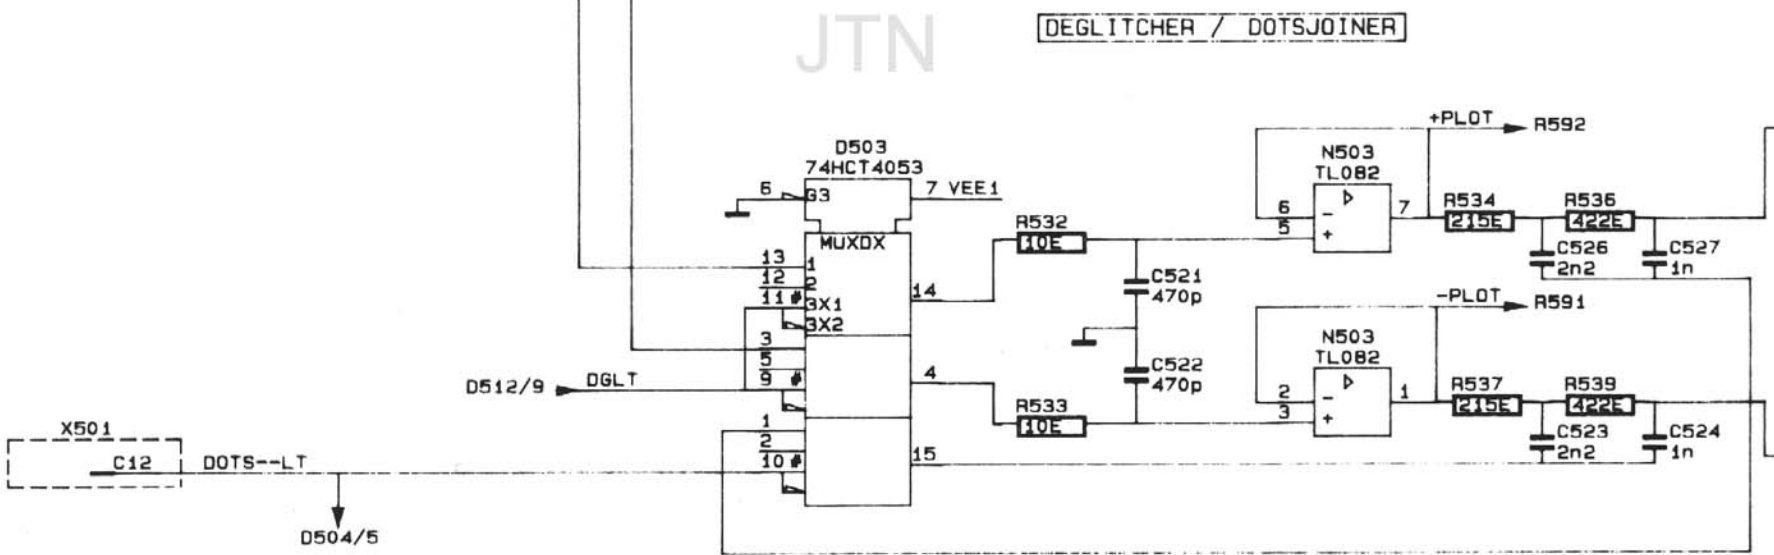 JTN
DEGLITCHER / DOTSJOINER
+PLOT R592
D503
74HCT4053
N503
TL082
6 G3 7 VEE1
R534 R536
R532
6 - 7 215E 422E
MUXDX 10E 5 +
C526 C527
13 1 2n2 1n
12 2 C521
11 # 3X1 14 470p
-PLOT R591
3X2
N503
3 TL082
5 C522
D512/9 DGLT 9 # 4 470p
R537 R539
R533 2 - 1 215E 422E
1 10E 3 +
X501
2 C523 C524
C12 DOTS--LT 10 # 15 2n2 1n
D504/5